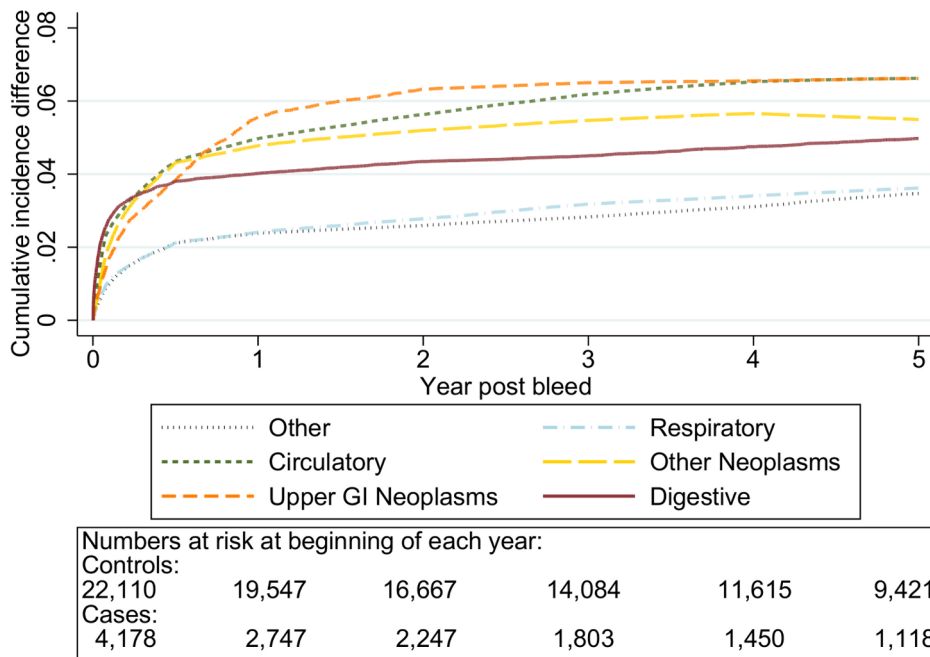 Cumulative incidence difference
.08
.06
.04
.02
0
0 1 2 3 4 5
Year post bleed
Other Respiratory
Circulatory Other Neoplasms
Upper GI Neoplasms Digestive
Numbers at risk at beginning of each year:
Controls:
22,110 19,547 16,667 14,084 11,615 9,421
Cases:
4,178 2,747 2,247 1,803 1,450 1,118